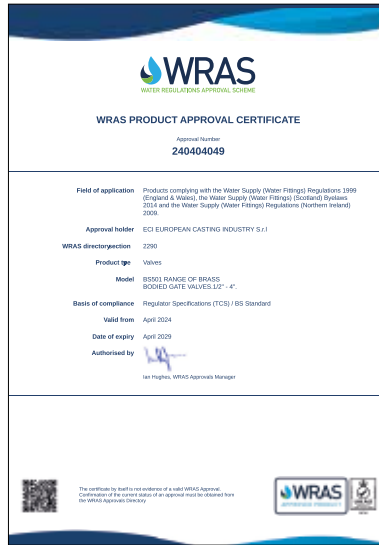 WRAS
WATER REGULATIONS APPROVAL SCHEME
WRAS PRODUCT APPROVAL CERTIFICATE
Approval Number
240404049
Field of application Products complying with the Water Supply (Water Fittings) Regulations 1999
(England & Wales), the Water Supply (Water Fittings) (Scotland) Byelaws
2014 and the Water Supply (Water Fittings) Regulations (Northern Ireland)
2009.
Approval holder ECI EUROPEAN CASTING INDUSTRY S.r.l
WRAS directory section 2290
Product type Valves
Model BS501 RANGE OF BRASS
BODIED GATE VALVES.1/2" - 4".
Basis of compliance Regulator Specifications (TCS) / BS Standard
Valid from April 2024
Date of expiry April 2029
Authorised by
Ian Hughes, WRAS Approvals Manager
The certificate by itself is not evidence of a valid WRAS Approval.
Confirmation of the current status of an approval must be obtained from
the WRAS Approvals Directory
WRAS
APPROVED PRODUCT